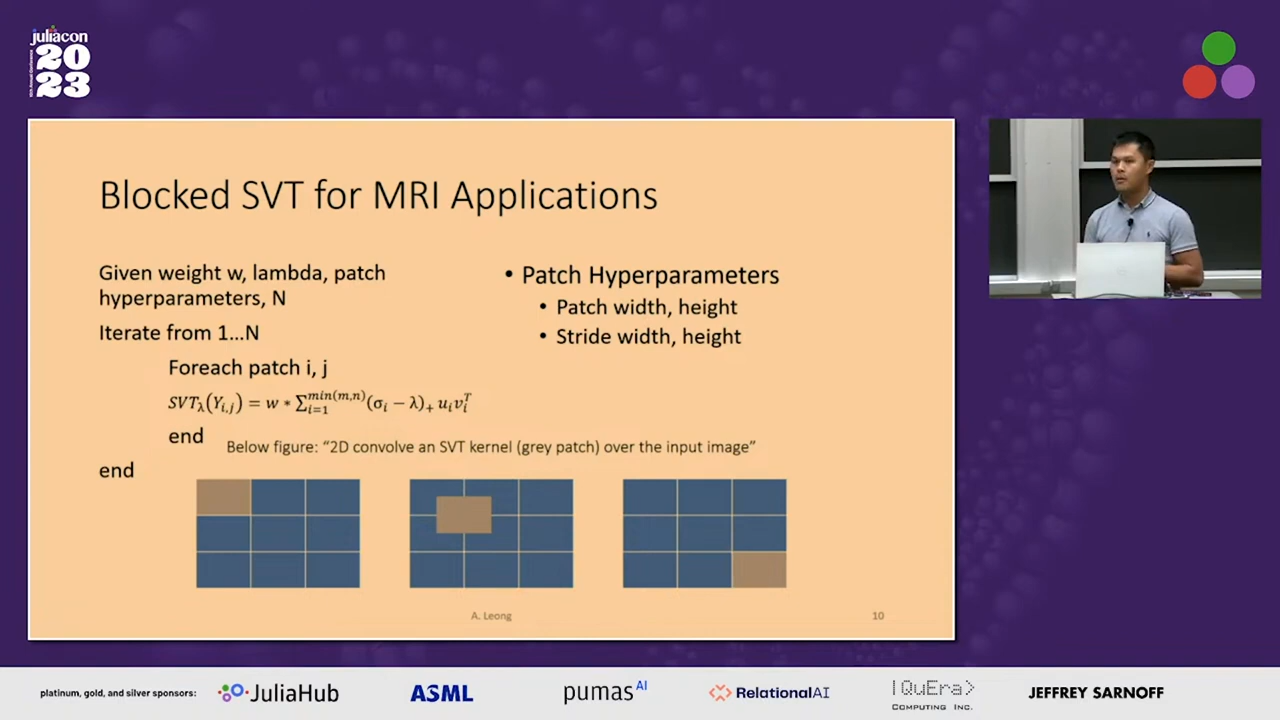 juliacon
20
23
Blocked SVT for MRI Applications
Given weight w, lambda, patch
hyperparameters, N
Iterate from 1…N
Foreach patch i, j
SVT_λ(Y_{i,j}) = w ∗ Σ_{i=1}^{min(m,n)} (σ_i − λ)_+ u_i v_i^T
end
end
• Patch Hyperparameters
• Patch width, height
• Stride width, height
Below figure: “2D convolve an SVT kernel (grey patch) over the input image”
A. Leong
10
platinum, gold, and silver sponsors:
JuliaHub
ASML
pumas AI
RelationalAI
|QuEra>
COMPUTING INC.
JEFFREY SARNOFF